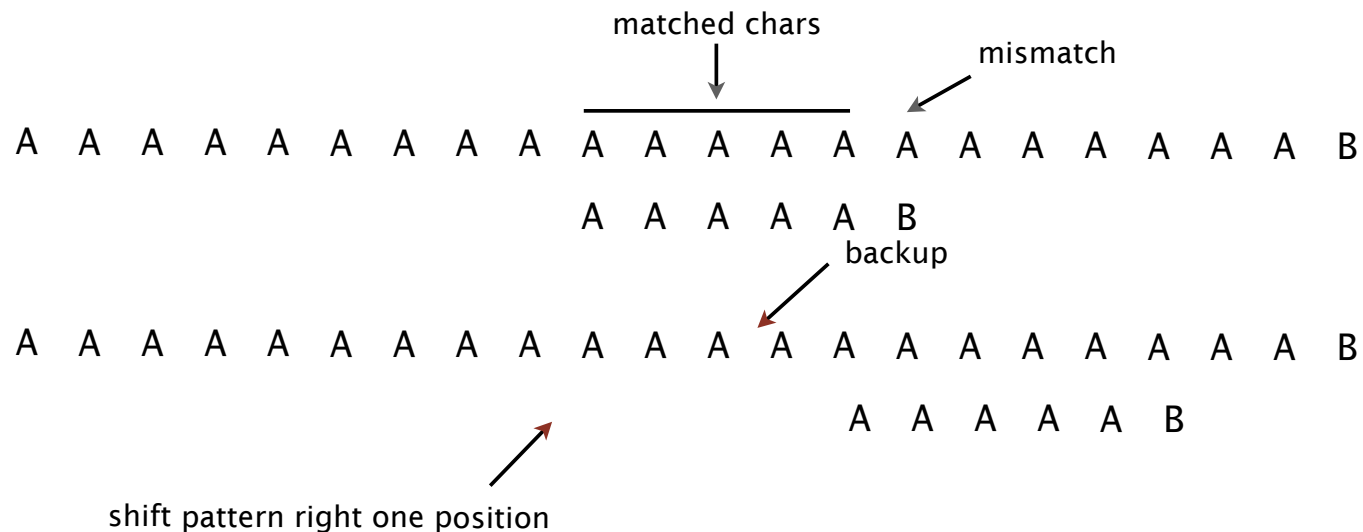 matched chars
mismatch
A A A A A A A A A A A A A A A A A A A A A B
A A A A A B
backup
A A A A A A A A A A A A A A A A A A A A A B
A A A A A B
shift pattern right one position